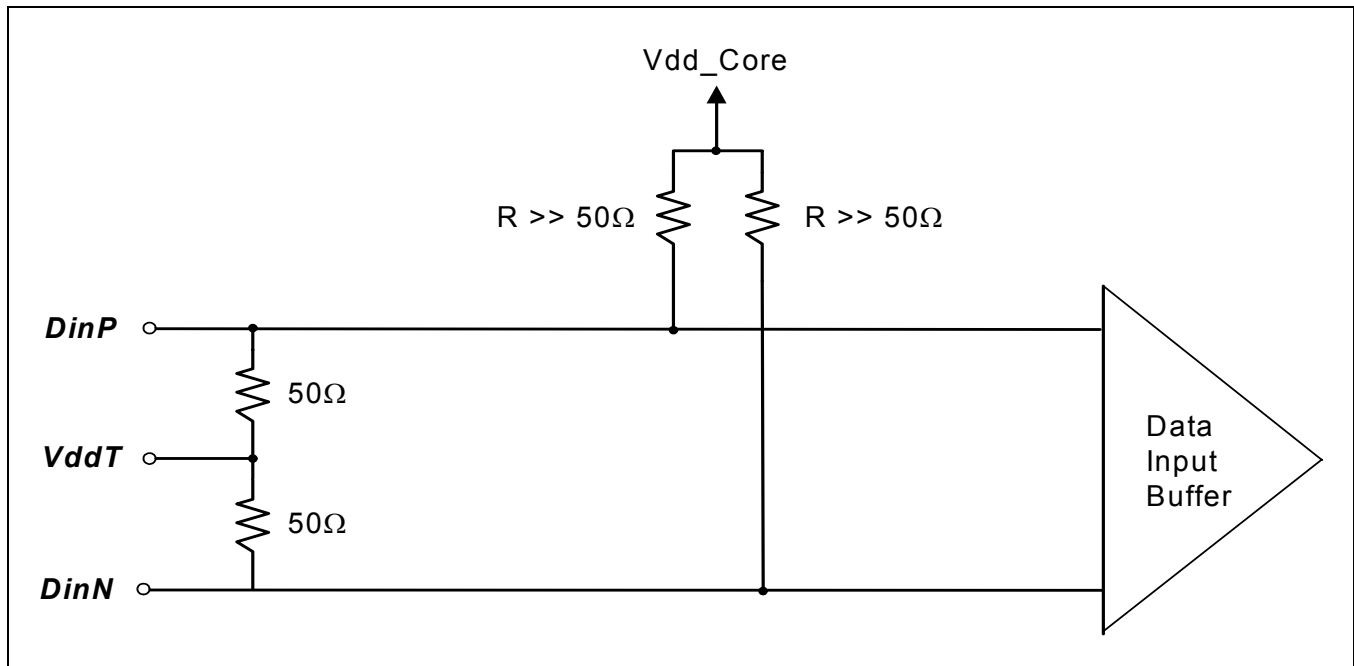 Vdd_Core
R >> 50Ω
R >> 50Ω
DinP
50Ω
VddT
50Ω
DinN
Data
Input
Buffer